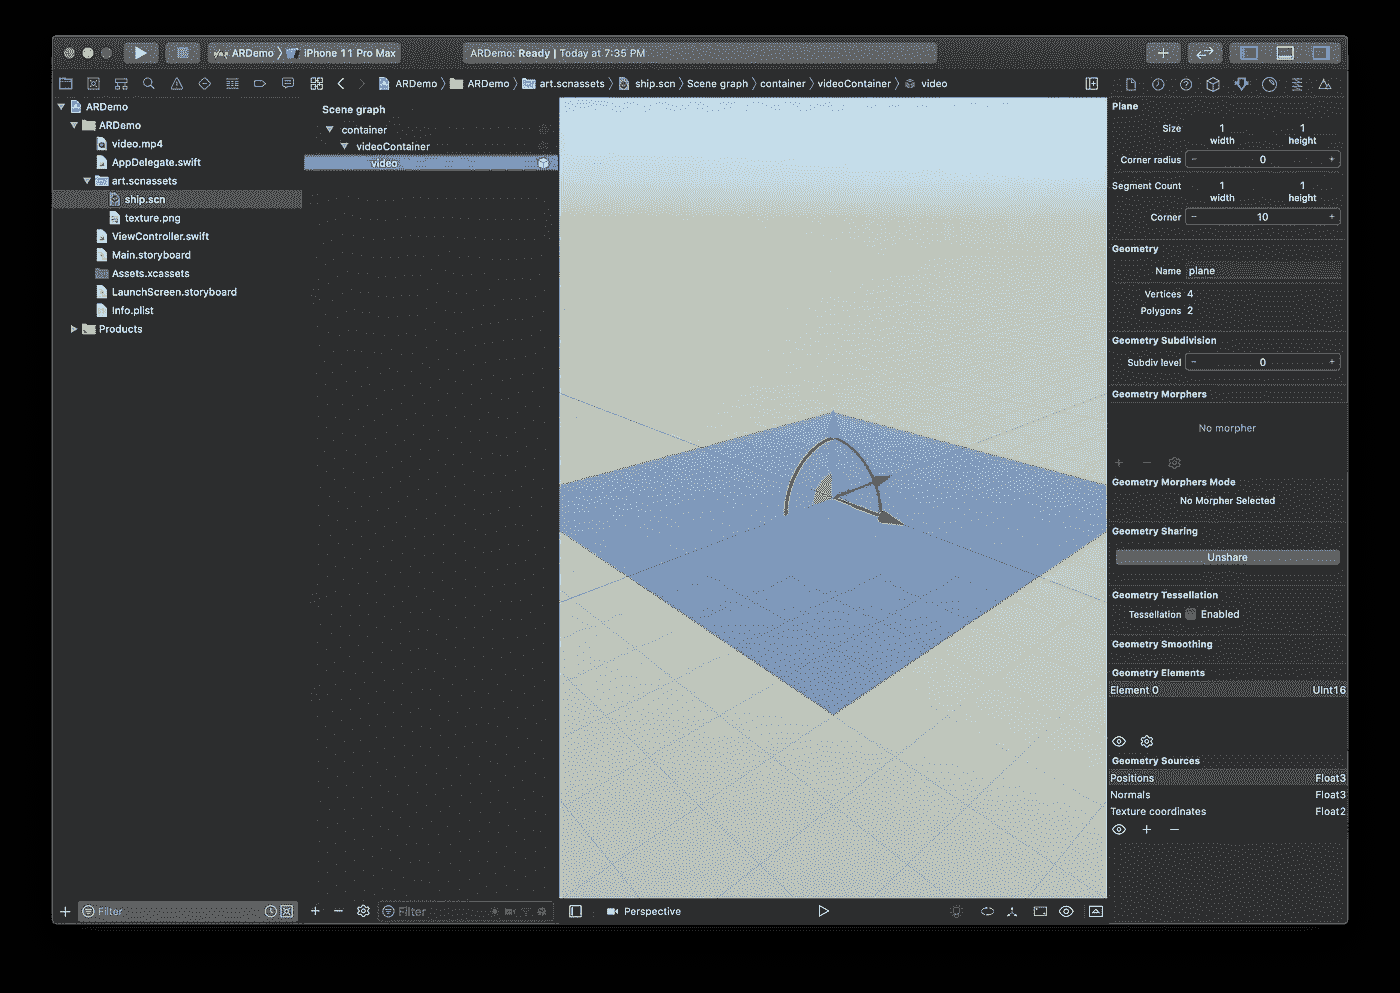 ARDemo 〉 iPhone 11 Pro Max
ARDemo: Ready | Today at 7:35 PM
ARDemo 〉 ARDemo 〉 art.scnassets 〉 ship.scn 〉 Scene graph 〉 container 〉 videoContainer 〉 video
ARDemo
ARDemo
video.mp4
AppDelegate.swift
art.scnassets
ship.scn
texture.png
ViewController.swift
Main.storyboard
Assets.xcassets
LaunchScreen.storyboard
Info.plist
Products
Filter
Scene graph
container
videoContainer
video
Filter
Perspective
Plane
Size 1 1
width height
Corner radius − 0 +
Segment Count 1 1
width height
Corner − 10 +
Geometry
Name plane
Vertices 4
Polygons 2
Geometry Subdivision
Subdiv level − 0 +
Geometry Morphers
No morpher
Geometry Morphers Mode
No Morpher Selected
Geometry Sharing
Unshare
Geometry Tessellation
Tessellation Enabled
Geometry Smoothing
Geometry Elements
Element 0 UInt16
Geometry Sources
Positions Float3
Normals Float3
Texture coordinates Float2